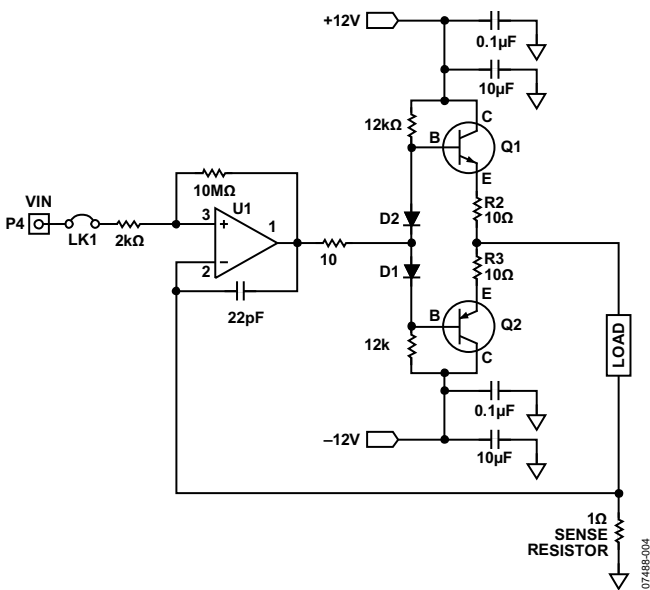 +12V
0.1µF
10µF
C
12kΩ
B
Q1
E
10MΩ
VIN
U1
R2
10Ω
P4
3
+
1
D2
LK1
2kΩ
10
2
–
R3
10Ω
D1
22pF
E
B
Q2
12k
C
LOAD
0.1µF
–12V
10µF
1Ω
SENSE
RESISTOR
07488-004